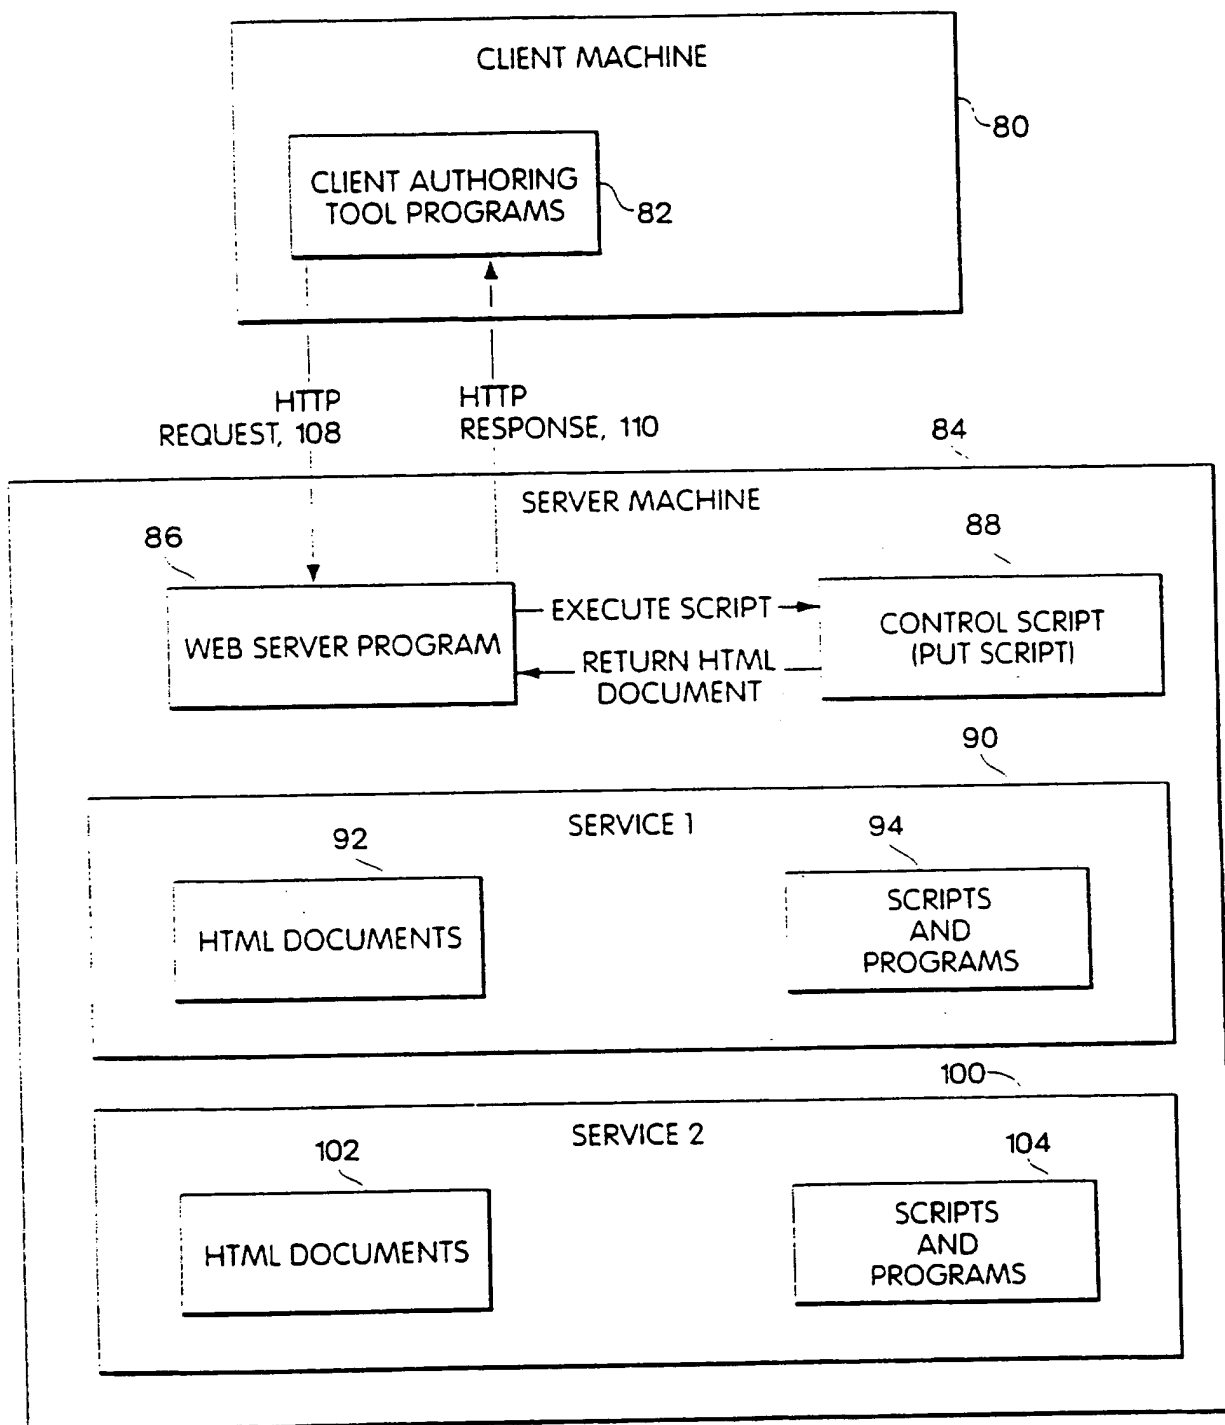 CLIENT MACHINE
80
CLIENT AUTHORING
TOOL PROGRAMS
82
HTTP
REQUEST, 108
HTTP
RESPONSE, 110
84
SERVER MACHINE
86
88
WEB SERVER PROGRAM
EXECUTE SCRIPT
RETURN HTML
DOCUMENT
CONTROL SCRIPT
(PUT SCRIPT)
90
SERVICE 1
92
94
HTML DOCUMENTS
SCRIPTS
AND
PROGRAMS
100
SERVICE 2
102
104
HTML DOCUMENTS
SCRIPTS
AND
PROGRAMS